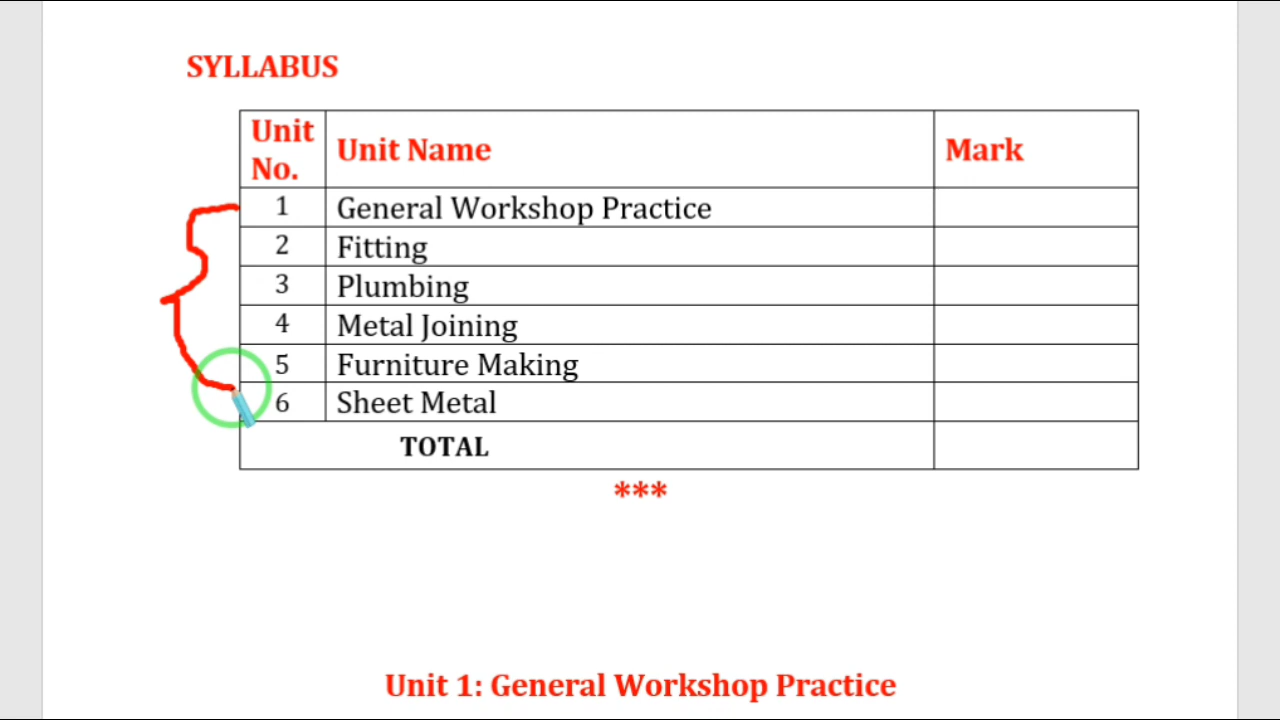 SYLLABUS
Unit No. Unit Name Mark
1 General Workshop Practice
2 Fitting
3 Plumbing
4 Metal Joining
5 Furniture Making
6 Sheet Metal
TOTAL
***
Unit 1: General Workshop Practice